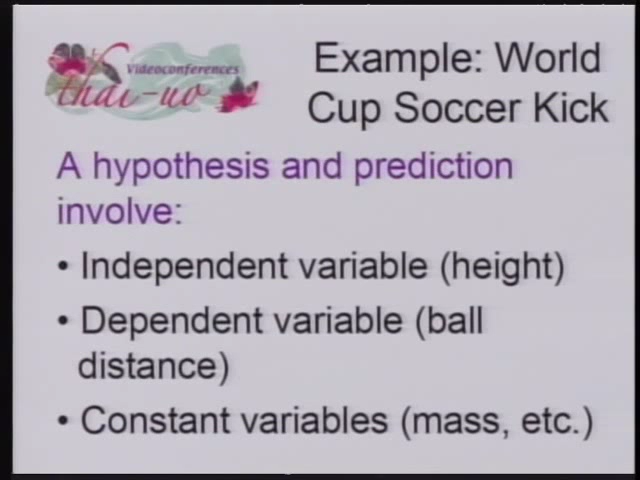 Videoconferences
thai-uo
Example: World
Cup Soccer Kick
A hypothesis and prediction
involve:
• Independent variable (height)
• Dependent variable (ball
distance)
• Constant variables (mass, etc.)